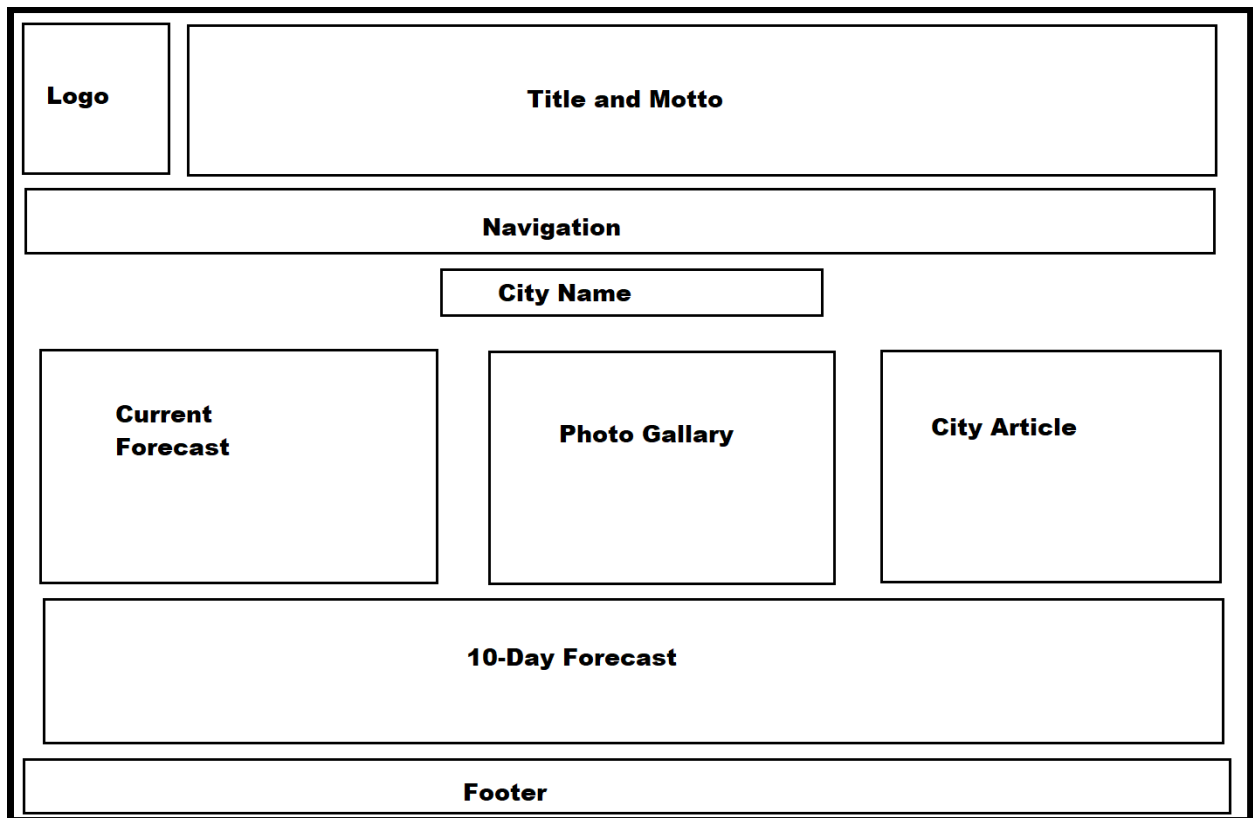 Logo
Title and Motto
Navigation
City Name
Current
Forecast
Photo Gallary
City Article
10-Day Forecast
Footer